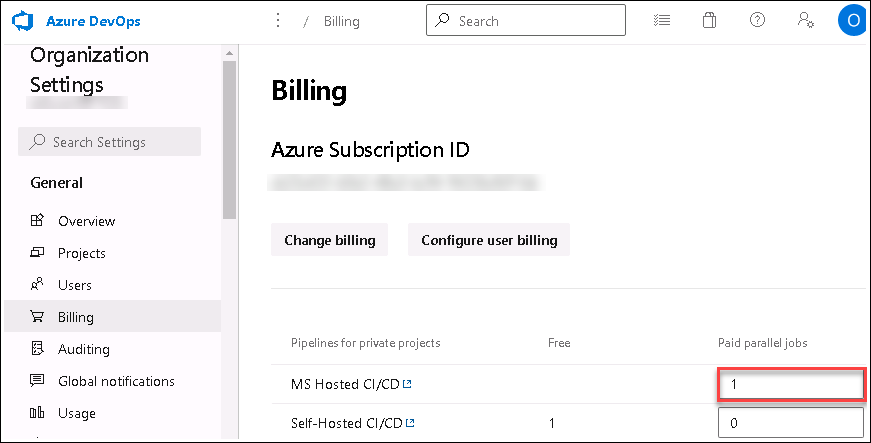 Azure DevOps
/ Billing
Search
O
Organization
Settings
Search Settings
General
Overview
Projects
Users
Billing
Auditing
Global notifications
Usage
Billing
Azure Subscription ID
Change billing
Configure user billing
Pipelines for private projects Free Paid parallel jobs
MS Hosted CI/CD 1
Self-Hosted CI/CD 1 0